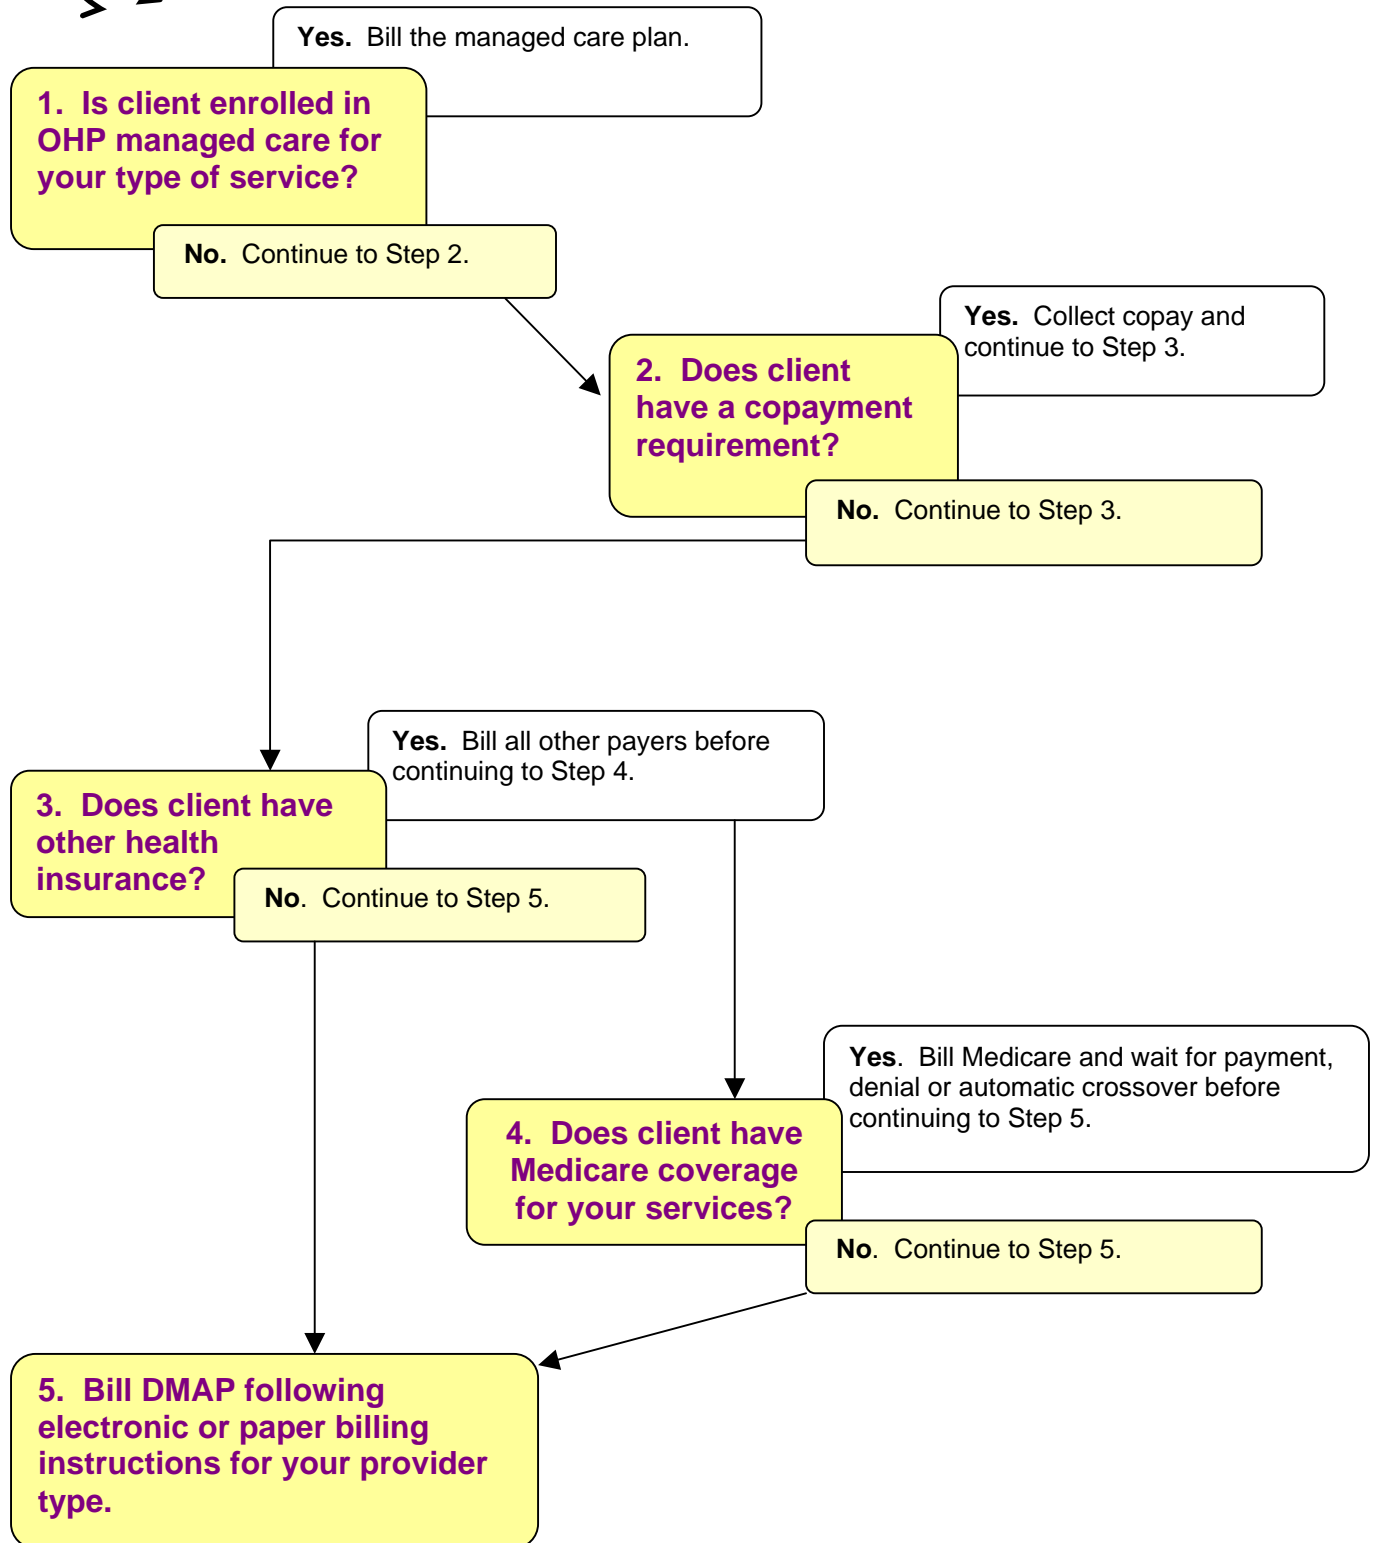 Yes. Bill the managed care plan.
1. Is client enrolled in
OHP managed care for
your type of service?
No. Continue to Step 2.
Yes. Collect copay and
continue to Step 3.
2. Does client
have a copayment
requirement?
No. Continue to Step 3.
Yes. Bill all other payers before
continuing to Step 4.
3. Does client have
other health
insurance?
No. Continue to Step 5.
Yes. Bill Medicare and wait for payment,
denial or automatic crossover before
continuing to Step 5.
4. Does client have
Medicare coverage
for your services?
No. Continue to Step 5.
5. Bill DMAP following
electronic or paper billing
instructions for your provider
type.